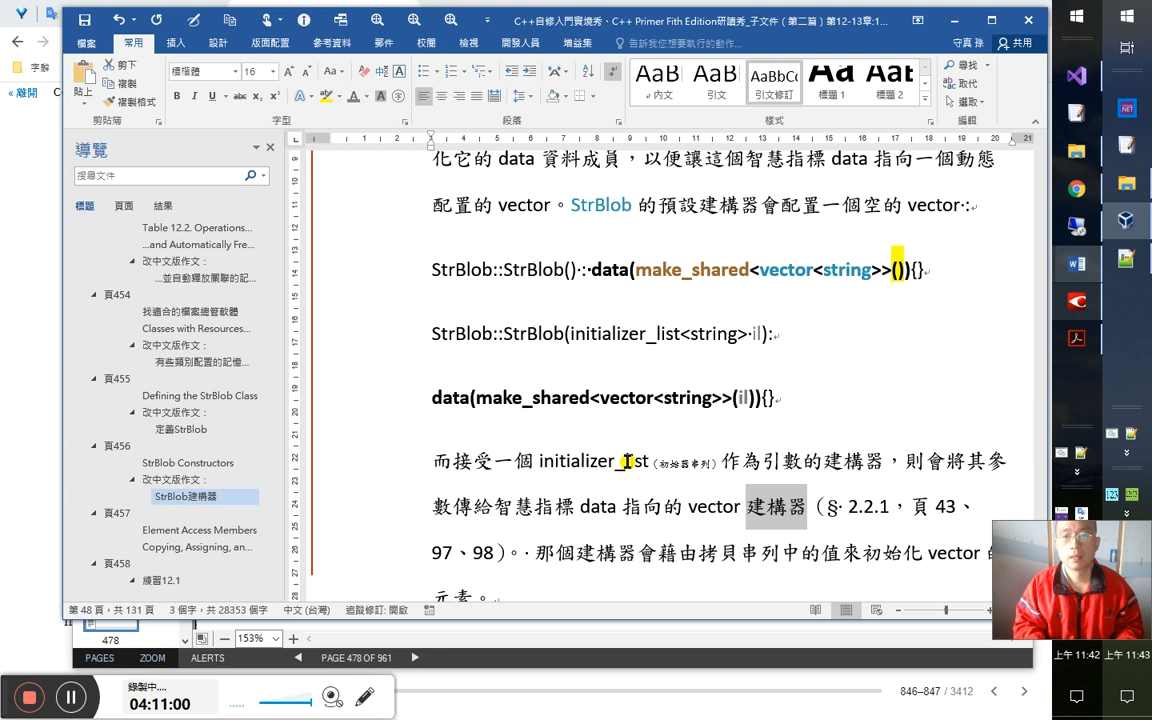 C++自修入門實境秀、C++ Primer Fith Edition研讀秀_子文件（第二篇）12-13章:1...
檔案 常用 插入 設計 版面配置 參考資料 郵件 校閱 檢視 開發人員 增益集 告訴我您想要執行的動作... 守真 孫 共用
字齡
« 離開
貼上
剪下
複製
複製格式
剪貼簿
標楷體 16
B I U abc x₂ x²
字型
段落
AaB AaB AaBbCc AaB AaB
內文 引文 引文修訂 標題 1 標題 2
樣式
尋找
取代
選取
編輯
導覽
搜尋文件
標題 頁面 結果
Table 12.2. Operations...
...and Automatically Fre...
改中文版作文：
...並自動釋放關聯的記...
頁454
找適合的檔案總管軟體
Classes with Resources...
改中文版作文：
有些類別配置的記憶...
頁455
Defining the StrBlob Class
改中文版作文：
定義StrBlob
頁456
StrBlob Constructors
改中文版作文：
StrBlob建構器
頁457
Element Access Members
Copying, Assigning, an...
頁458
練習12.1
化它的 data 資料成員，以便讓這個智慧指標 data 指向一個動態
配置的 vector。StrBlob 的預設建構器會配置一個空的 vector :
StrBlob::StrBlob() : data(make_shared<vector<string>>()){}
StrBlob::StrBlob(initializer_list<string> il):
data(make_shared<vector<string>>(il)){}
而接受一個 initializer_list（初始器串列）作為引數的建構器，則會將其參
數傳給智慧指標 data 指向的 vector 建構器（§ 2.2.1，頁 43、
97、98）。 那個建構器會藉由拷貝串列中的值來初始化 vector 的
元素。
第 48 頁，共 131 頁 3 個字，共 28353 個字 中文 (台灣) 追蹤修訂: 開啟
478
153%
PAGES ZOOM ALERTS PAGE 478 OF 961
錄製中....
04:11:00
846–847 / 3412
上午 11:42 上午 11:43